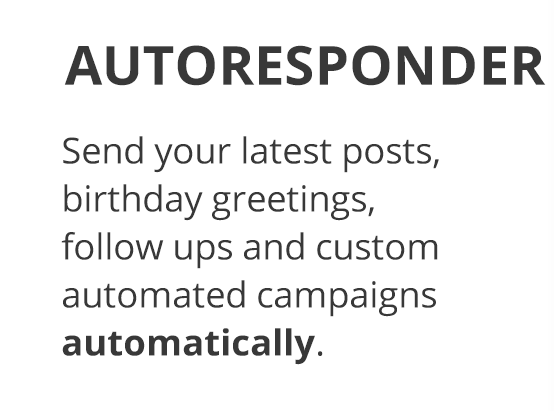 AUTORESPONDER
Send your latest posts,
birthday greetings,
follow ups and custom
automated campaigns
automatically.